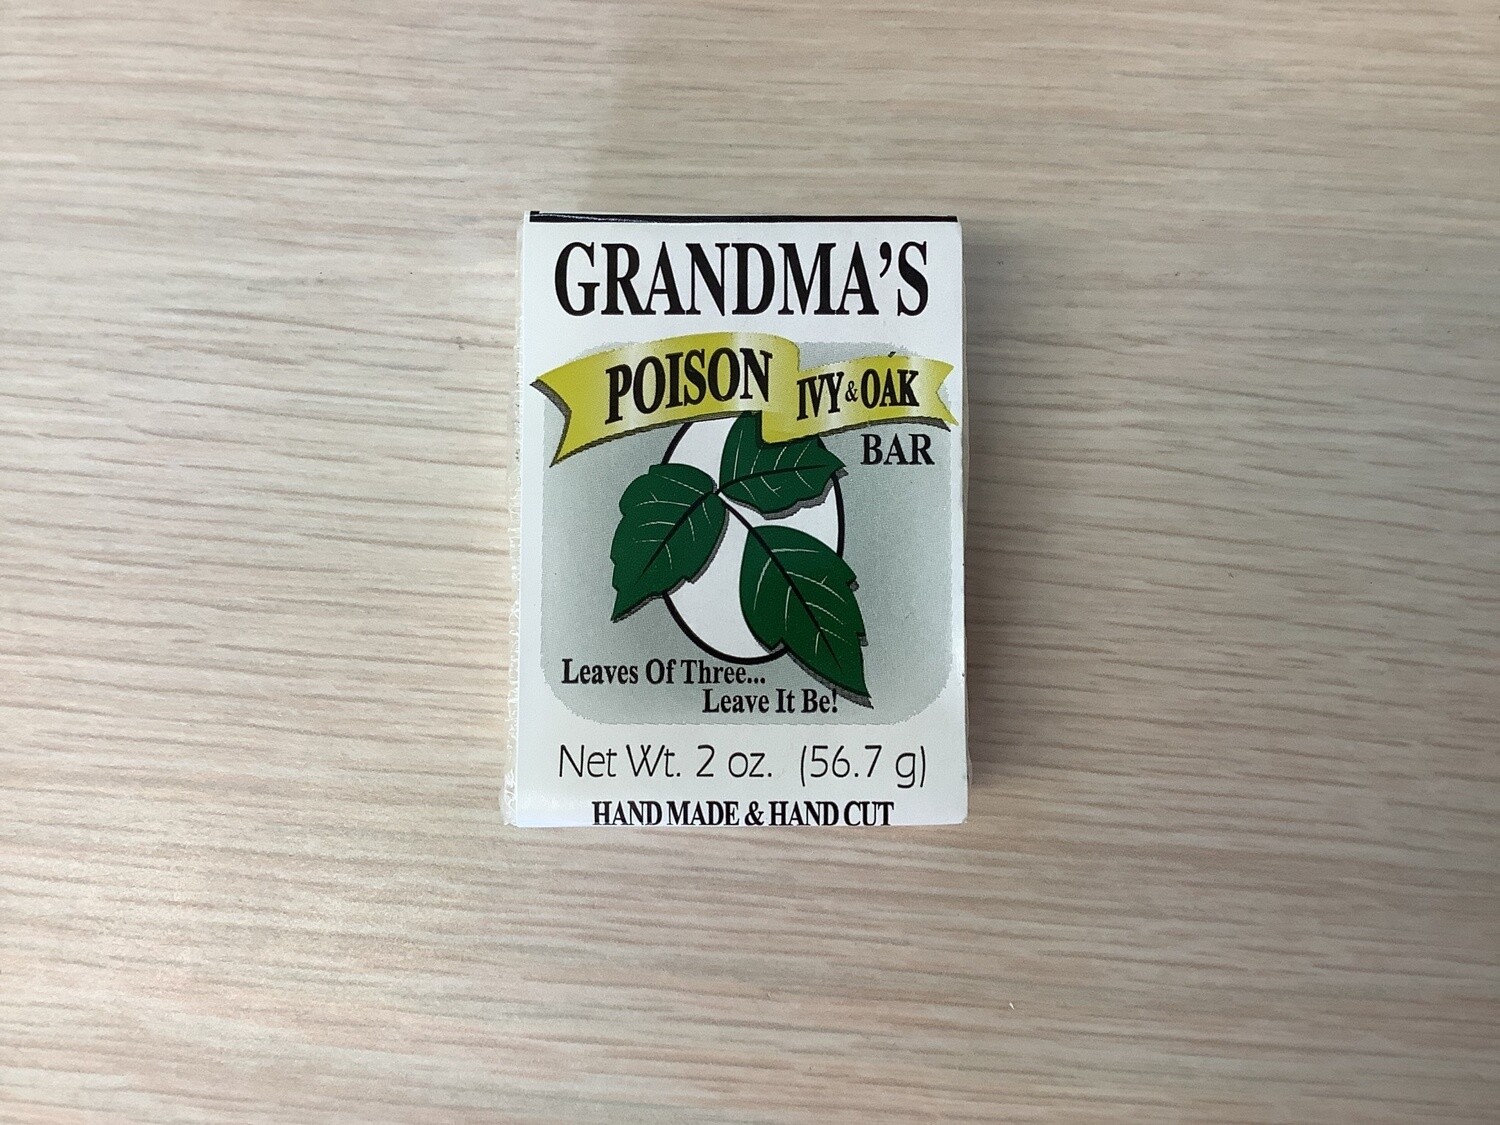 GRANDMA'S
POISON IVY & OAK
BAR
Leaves Of Three...
Leave It Be!
Net Wt. 2 oz. (56.7 g)
HAND MADE & HAND CUT